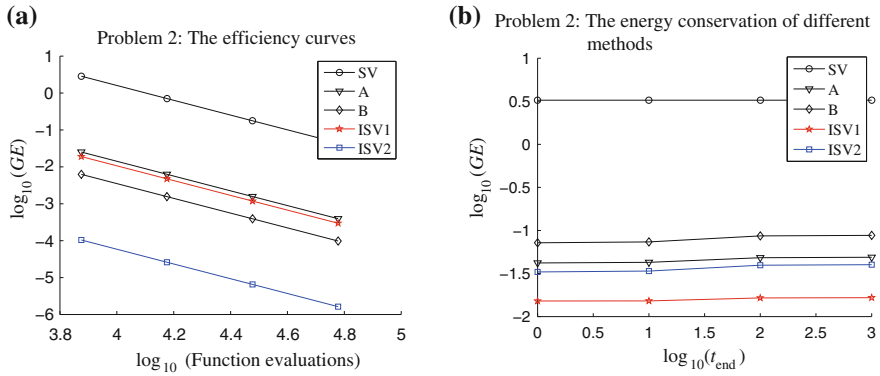 (a)
Problem 2: The efficiency curves
1
0
−1
−2
−3
−4
−5
−6
log10 (GE)
3.8 4 4.2 4.4 4.6 4.8 5
log10 (Function evaluations)
SV
A
B
ISV1
ISV2
(b)
Problem 2: The energy conservation of different
methods
1
0.5
0
−0.5
−1
−1.5
−2
log10 (GE)
0 0.5 1 1.5 2 2.5 3
log10(tend)
SV
A
B
ISV1
ISV2